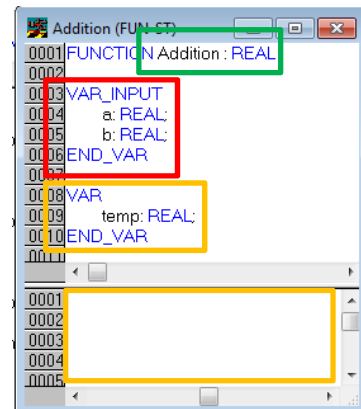 Addition (FUN-ST)
0001 FUNCTION Addition : REAL
0002
0003 VAR_INPUT
0004 a: REAL;
0005 b: REAL;
0006 END_VAR
0007
0008 VAR
0009 temp: REAL;
0010 END_VAR
0011
0001
0002
0003
0004
0005